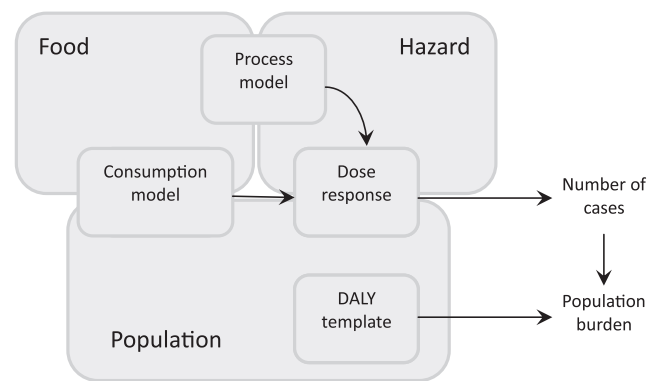 Food
Hazard
Process
model
Consumption
model
Dose
response
Number of
cases
DALY
template
Population
burden
Population